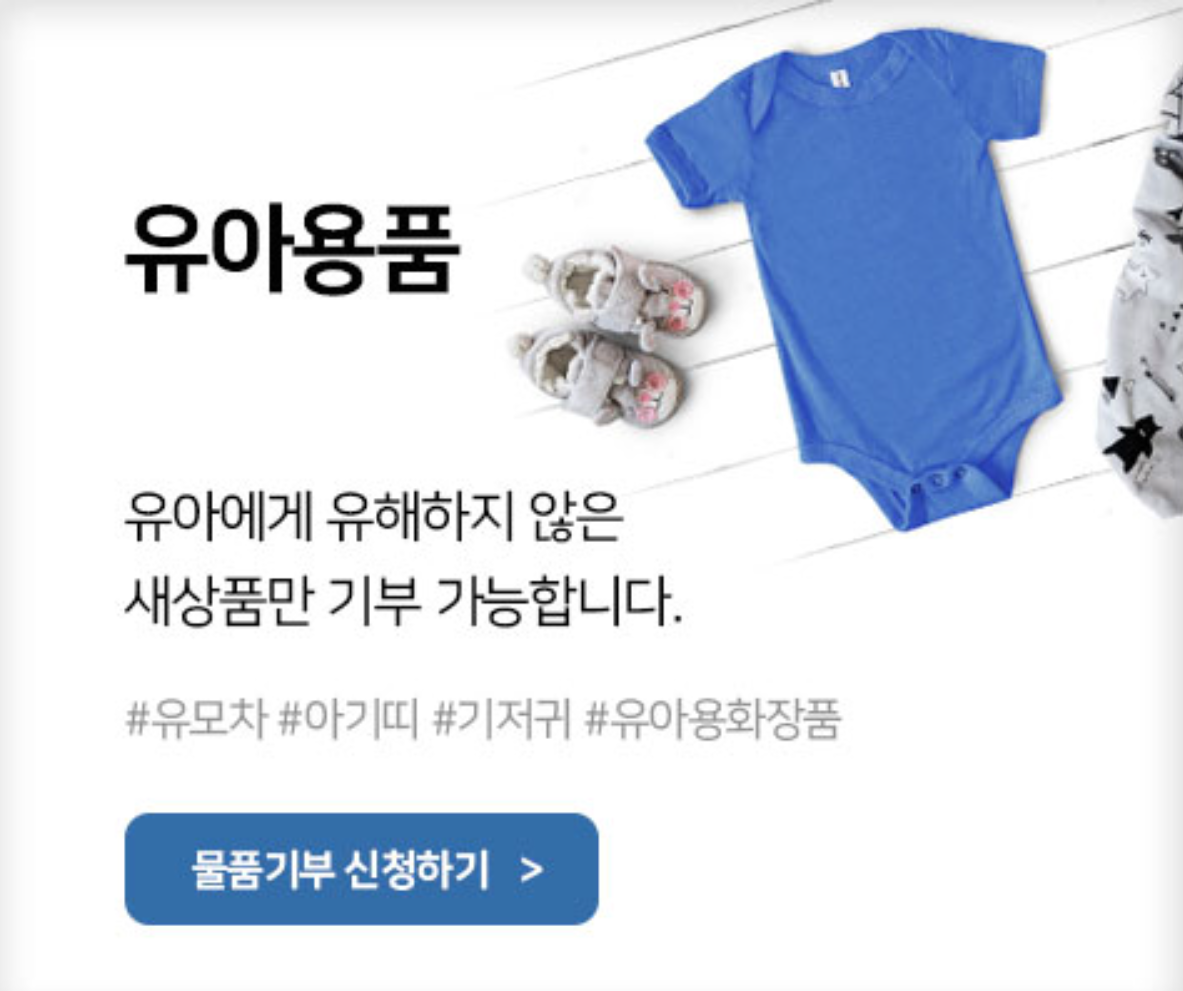 유아용품
유아에게 유해하지 않은
새상품만 기부 가능합니다.
#유모차 #아기띠 #기저귀 #유아용화장품
물품기부 신청하기 >